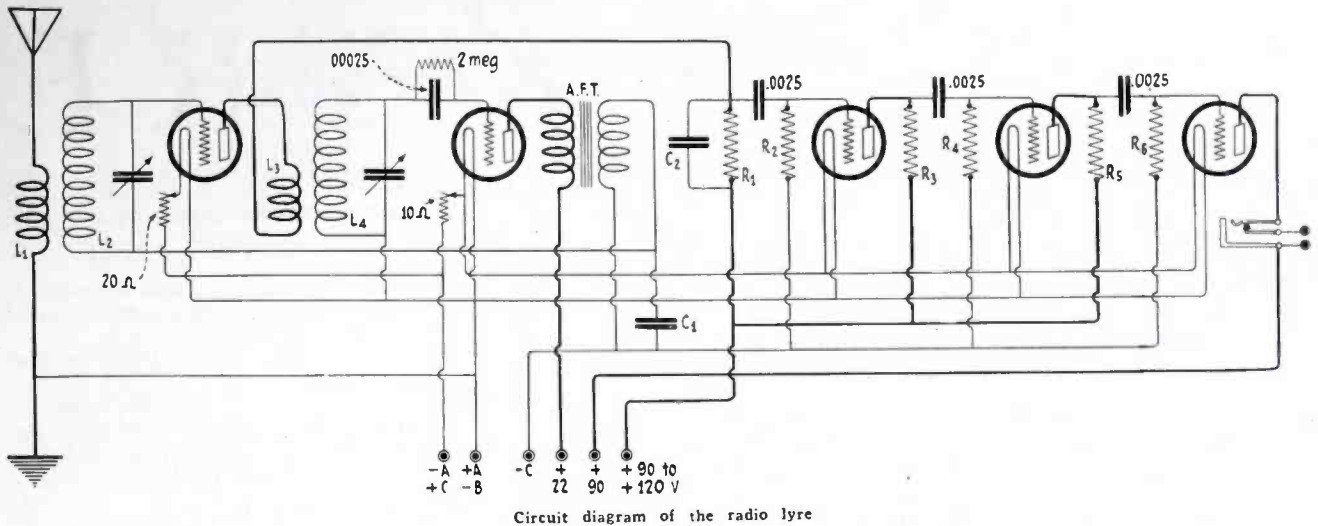 .00025
2 meg
A.F.T.
.0025
.0025
.0025
L1
L2
L3
L4
20 Ω
10 Ω
C2
R1
R2
R3
R4
R5
R6
C1
-A
+C
+A
-B
-C
+
22
+
90
+ 90 to
+ 120 V
Circuit diagram of the radio lyre